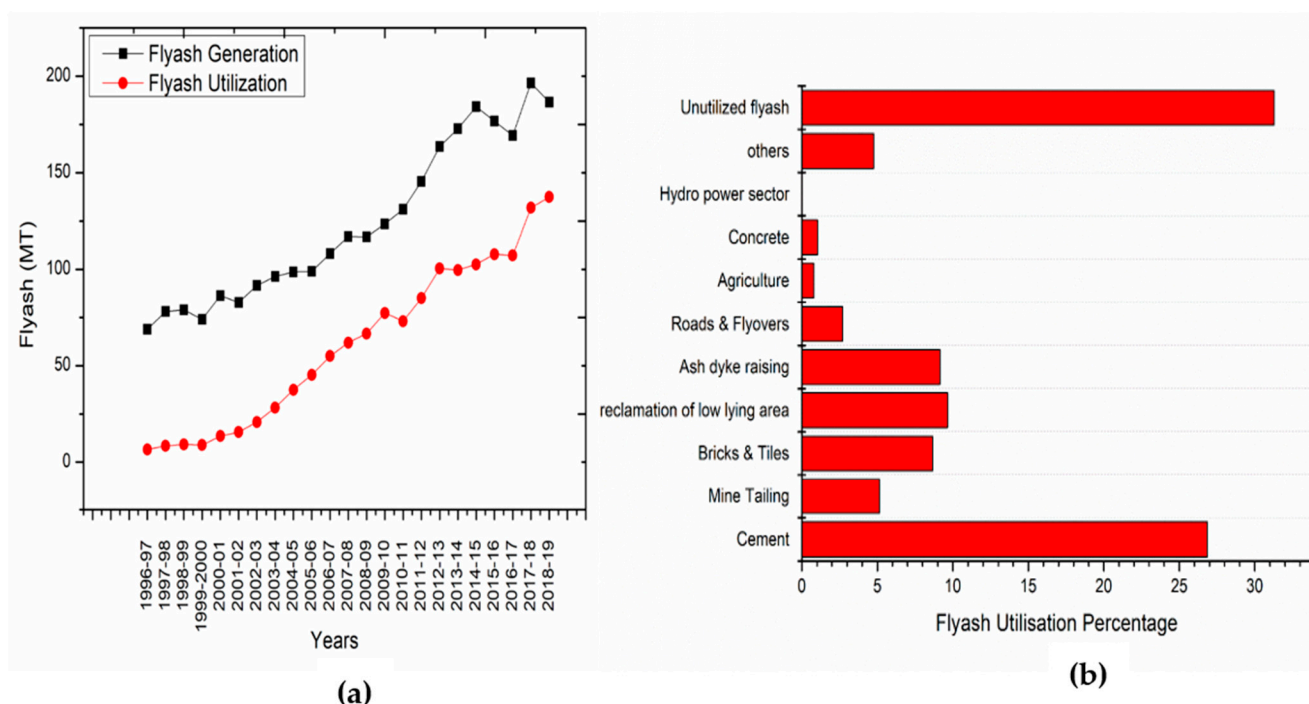 Flyash Generation
Flyash Utilization
200
150
100
50
0
Flyash (MT)
1996-97
1997-98
1998-99
1999-2000
2000-01
2001-02
2002-03
2003-04
2004-05
2005-06
2006-07
2007-08
2008-09
2009-10
2010-11
2011-12
2012-13
2013-14
2014-15
2015-16
2016-17
2017-18
2018-19
Years
(a)
Unutilized flyash
others
Hydro power sector
Concrete
Agriculture
Roads & Flyovers
Ash dyke raising
reclamation of low lying area
Bricks & Tiles
Mine Tailing
Cement
0 5 10 15 20 25 30
Flyash Utilisation Percentage
(b)